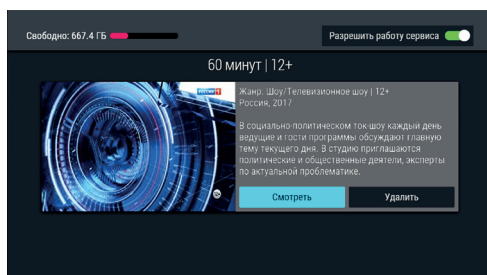 Свободно: 667.4 ГБ
Разрешить работу сервиса
60 минут | 12+
РОССИЯ 1
Жанр: Шоу/Телевизионное шоу | 12+
Россия, 2017
В социально-политическом ток-шоу каждый день
ведущие и гости программы обсуждают главную
тему текущего дня. В студию приглашаются
политические и общественные деятели, эксперты
по актуальной проблематике.
Смотреть
Удалить